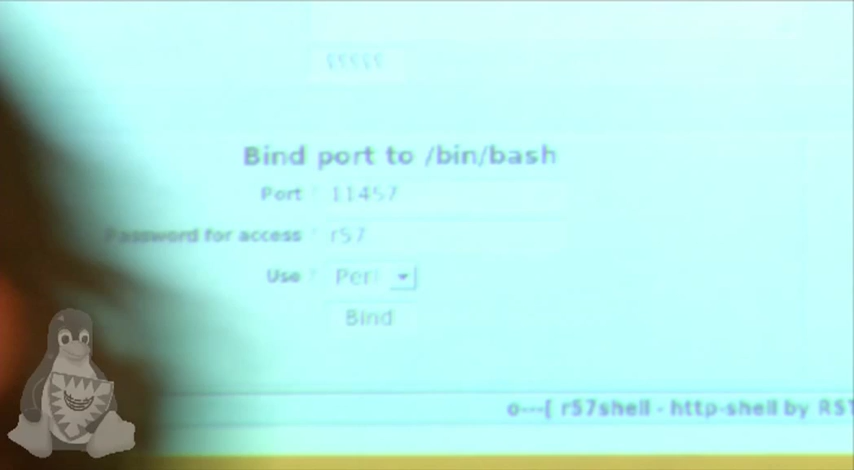 Bind port to /bin/bash
Port 11457
Password for access r57
Use Perl
Bind
o---[ r57shell - http-shell by RST